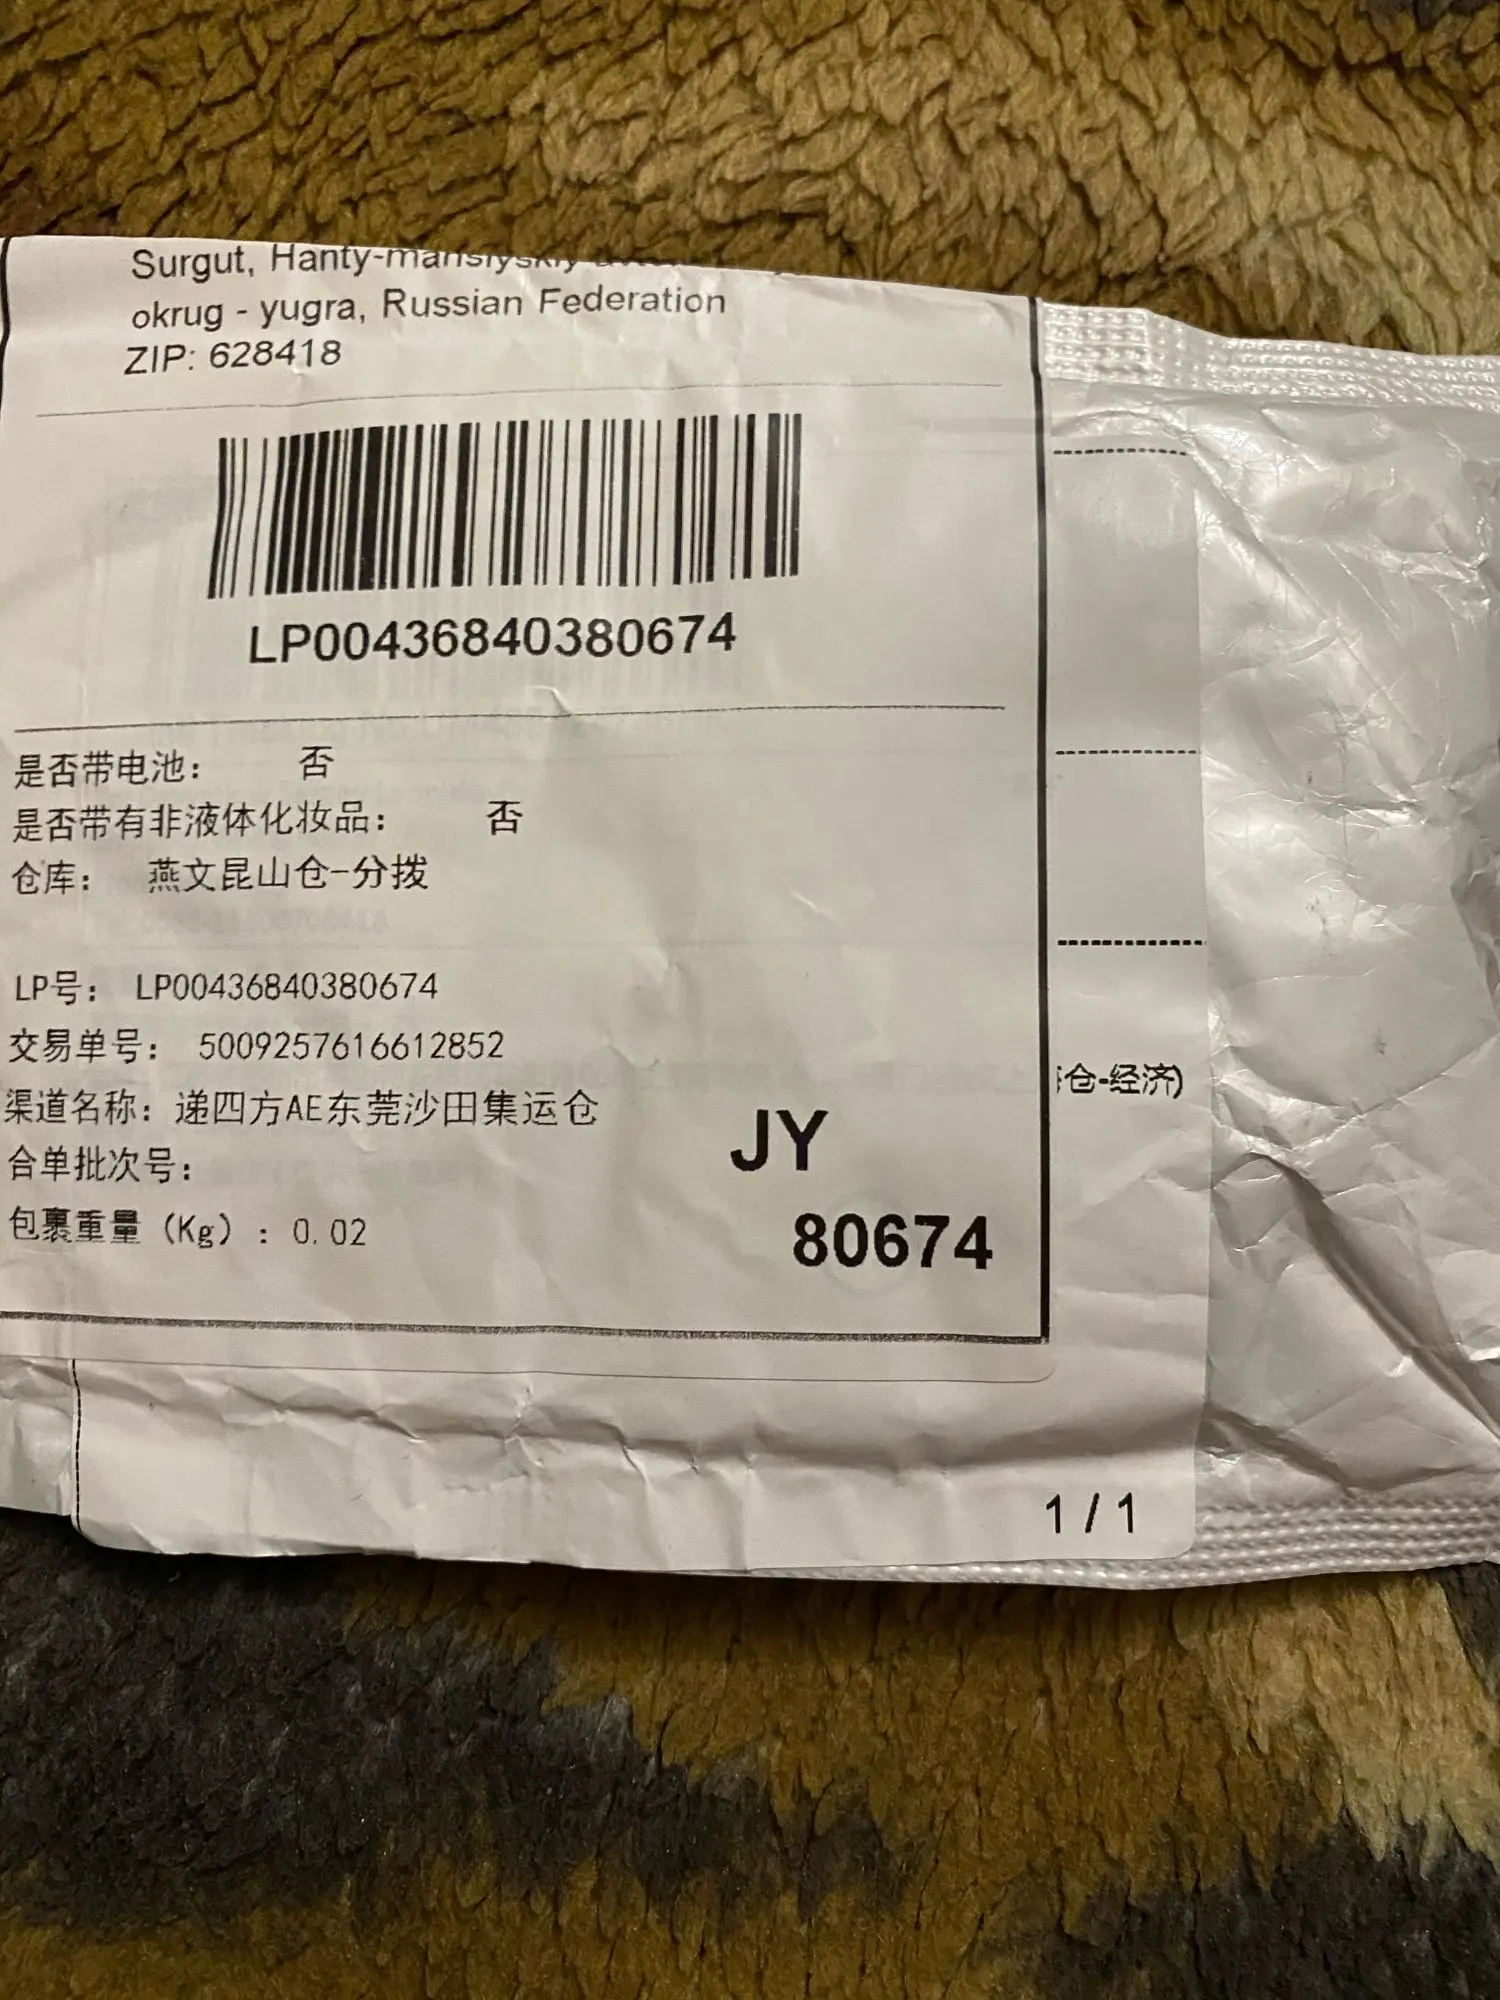 Surgut, Hanty-mansiyskiy
okrug - yugra, Russian Federation
ZIP: 628418
LP00436840380674
是否带电池： 否
是否带有非液体化妆品： 否
仓库： 燕文昆山仓-分拨
LP号： LP00436840380674
交易单号： 5009257616612852
渠道名称：递四方AE东莞沙田集运仓
合单批次号：
包裹重量（Kg）：0.02
仓-经济)
JY
80674
1 / 1